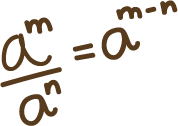 a^m/a^n = a^(m-n)